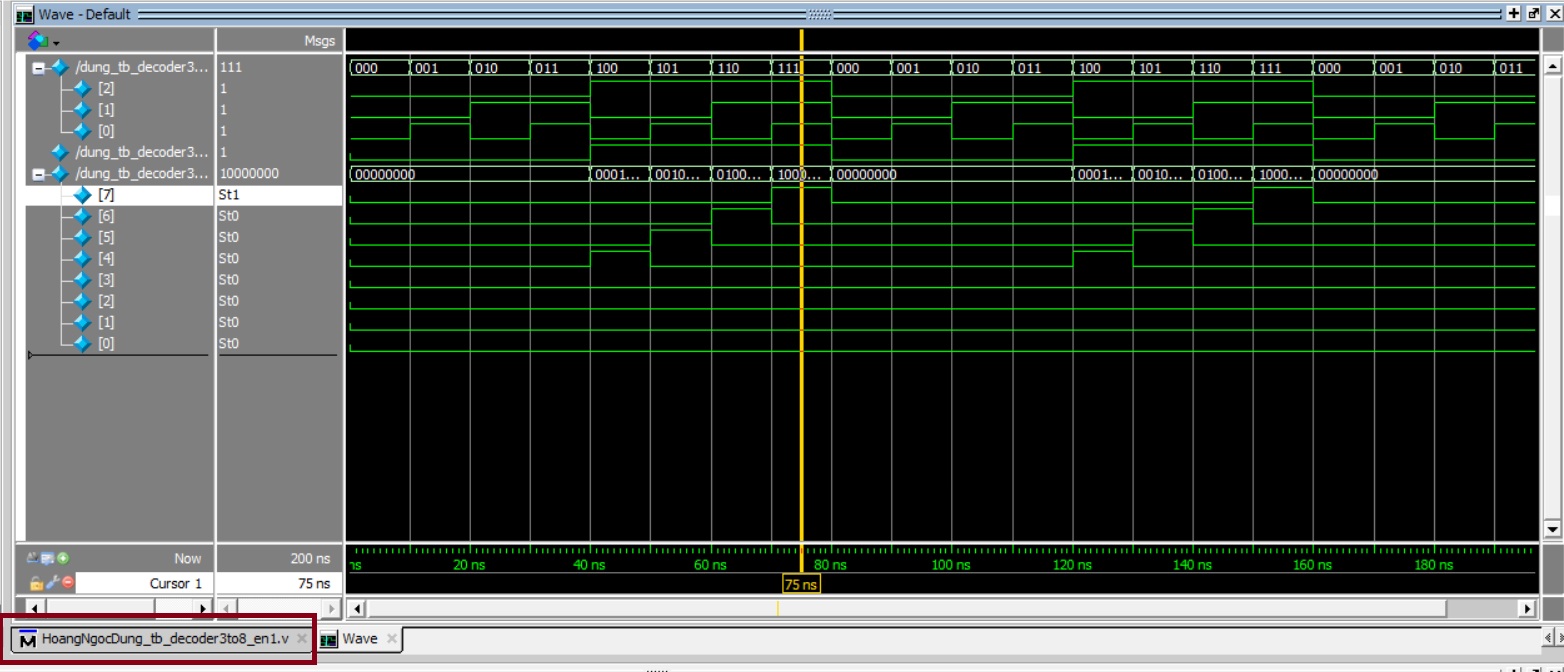 Wave - Default
Msgs
/dung_tb_decoder3... 111 000 001 010 011 100 101 110 111 000 001 010 011 100 101 110 111 000 001 010 011
[2] 1
[1] 1
[0] 1
/dung_tb_decoder3... 1
/dung_tb_decoder3... 10000000 00000000 0001... 0010... 0100... 1000... 00000000 0001... 0010... 0100... 1000... 00000000
[7] St1
[6] St0
[5] St0
[4] St0
[3] St0
[2] St0
[1] St0
[0] St0
Now 200 ns ns 20 ns 40 ns 60 ns 80 ns 100 ns 120 ns 140 ns 160 ns 180 ns
Cursor 1 75 ns 75 ns
HoangNgocDung_tb_decoder3to8_en1.v Wave